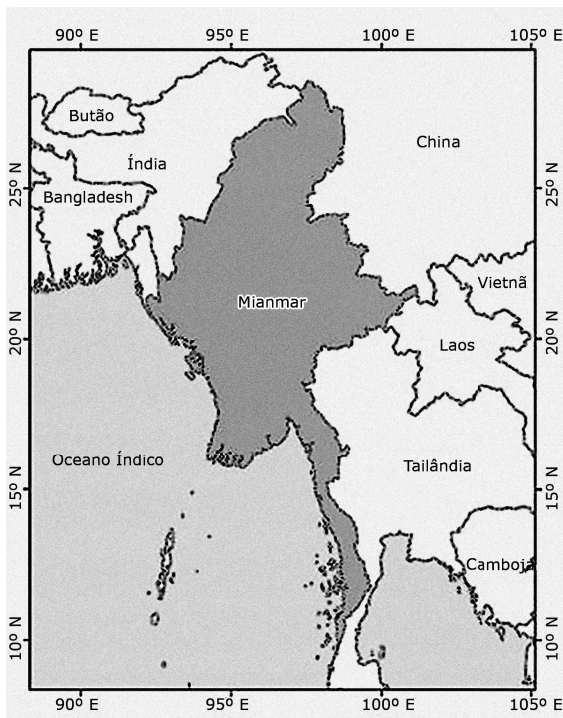 90º E 95º E 100º E 105º E
Butão
China
Índia
25º N 25º N
Bangladesh
Vietnã
Mianmar
20º N 20º N
Laos
Oceano Índico
Tailândia
15º N 15º N
Camboja
10º N 10º N
90º E 95º E 100º E 105º E